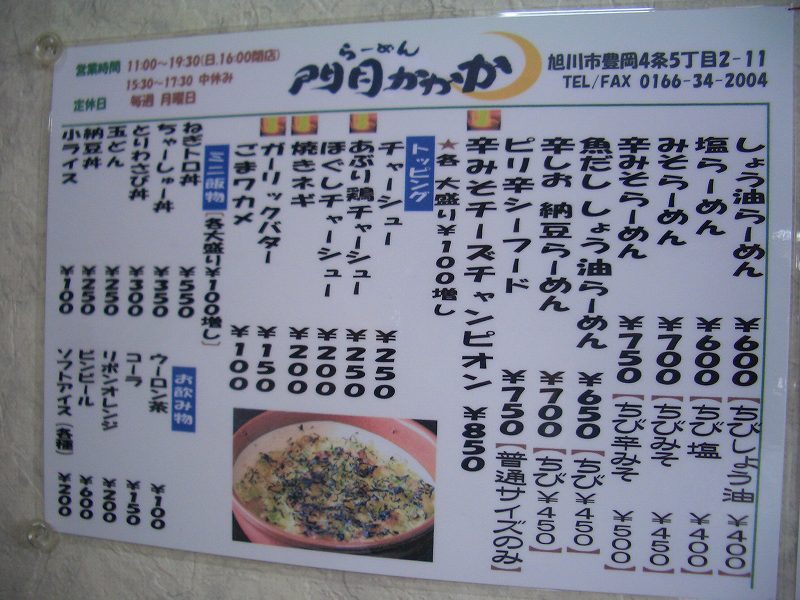 営業時間 11:00〜19:30(日.16:00閉店)
15:30〜17:30 中休み
定休日 毎週 月曜日
らーめん
門月かかか
旭川市豊岡4条5丁目2-11
TEL/FAX 0166-34-2004
しょう油らーめん ¥600 【ちびしょう油 ¥400】
塩らーめん ¥600 【ちび塩 ¥400】
みそらーめん ¥700 【ちびみそ ¥450】
辛みそらーめん ¥750 【ちび辛みそ ¥500】
魚だししょう油らーめん ¥650 【ちび¥450】
辛しお 納豆らーめん ¥700 【ちび¥450】
ピリ辛シーフード ¥750 【普通サイズのみ】
辛みそチーズチャンピオン ¥850
★各 大盛り¥100増し
トッピング
チャーシュー ¥250
あぶり鶏チャーシュー ¥250
ほぐしチャーシュー ¥200
焼きネギ ¥200
ガーリックバター ¥150
ごまワカメ ¥100
ミニ飯物 【各大盛り¥100増し】
ねぎトロ丼 ¥550
ちゃーしゅー丼 ¥350
とりわさび丼 ¥300
玉どん ¥250
納豆丼 ¥250
小ライス ¥100
お飲み物
ウーロン茶 ¥100
コーラ ¥150
リボンオレンジ ¥200
ビンビール ¥600
ソフトアイス(各種) ¥200